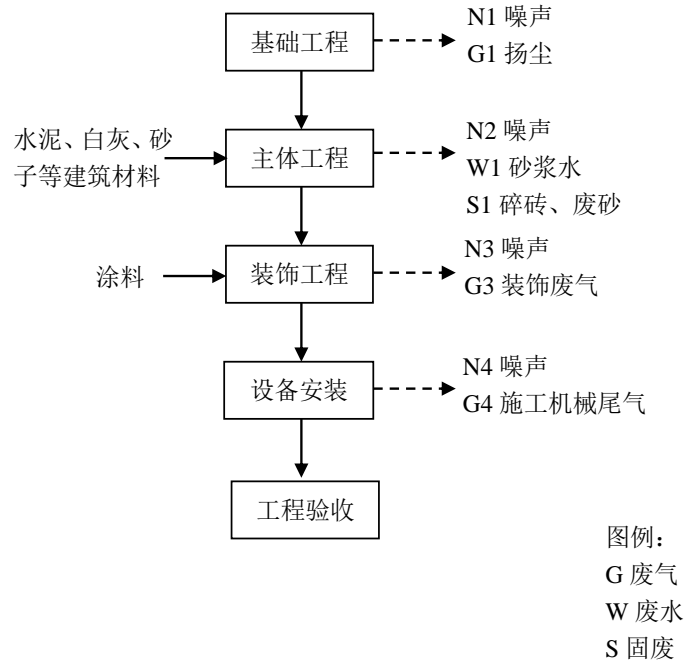 基础工程
N1 噪声
G1 扬尘
水泥、白灰、砂
子等建筑材料
主体工程
N2 噪声
W1 砂浆水
S1 碎砖、废砂
涂料
装饰工程
N3 噪声
G3 装饰废气
设备安装
N4 噪声
G4 施工机械尾气
工程验收
图例：
G 废气
W 废水
S 固废